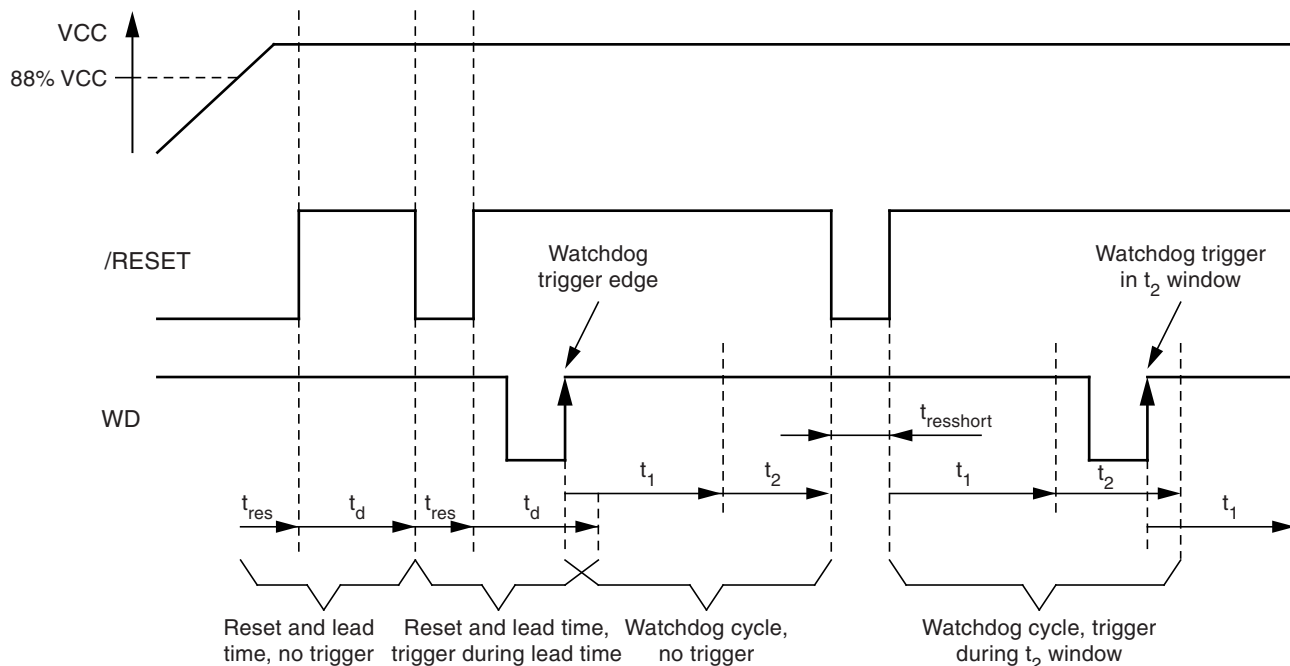 VCC
88% VCC
/RESET
Watchdog
trigger edge
Watchdog trigger
in t2 window
WD
tresshort
t1
t2
t1
t2
tres
td
tres
td
t1
Reset and lead
time, no trigger
Reset and lead time,
trigger during lead time
Watchdog cycle,
no trigger
Watchdog cycle, trigger
during t2 window